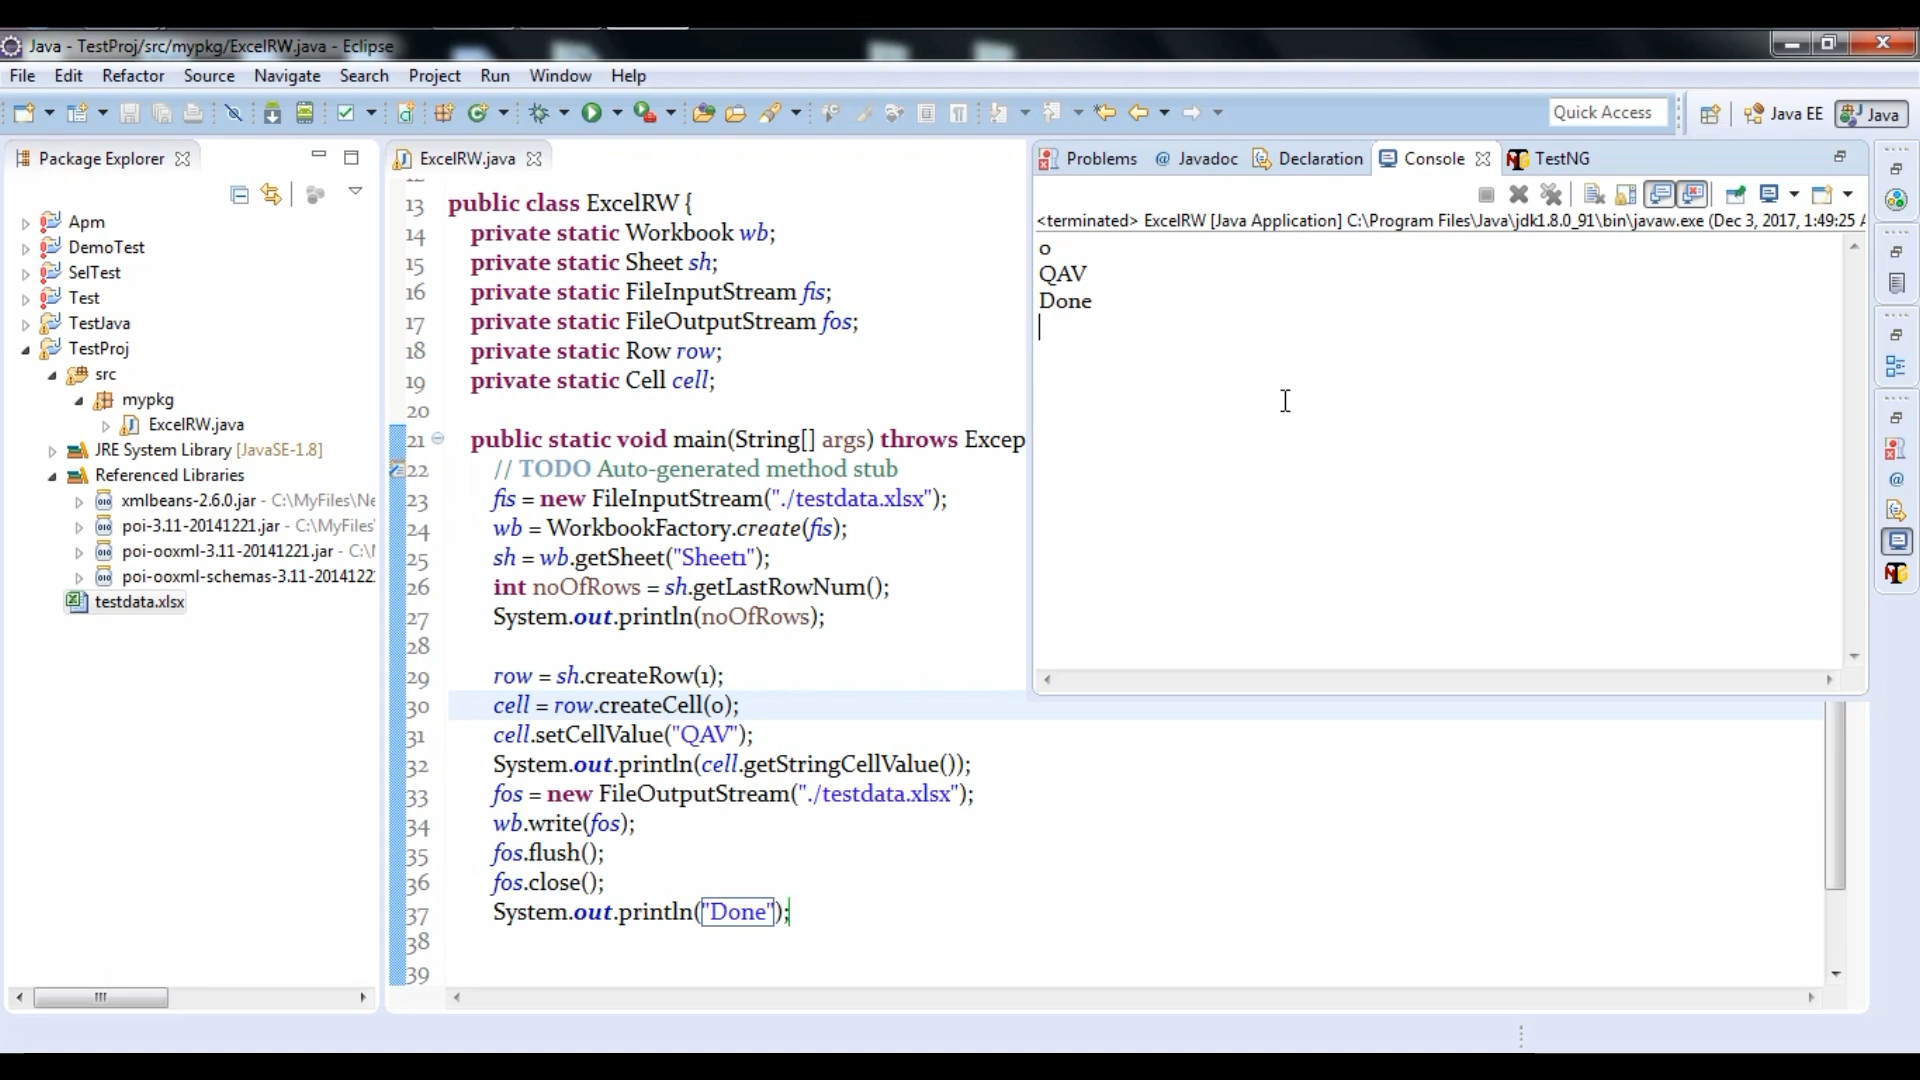 Java - TestProj/src/mypkg/ExcelRW.java - Eclipse
File Edit Refactor Source Navigate Search Project Run Window Help
Quick Access
Java EE
Java
Package Explorer
Apm
DemoTest
SelTest
Test
TestJava
TestProj
src
mypkg
ExcelRW.java
JRE System Library [JavaSE-1.8]
Referenced Libraries
xmlbeans-2.6.0.jar - C:\MyFiles\Ne
poi-3.11-20141221.jar - C:\MyFiles\
poi-ooxml-3.11-20141221.jar - C:\
poi-ooxml-schemas-3.11-2014122
testdata.xlsx
ExcelRW.java
13 public class ExcelRW {
14 private static Workbook wb;
15 private static Sheet sh;
16 private static FileInputStream fis;
17 private static FileOutputStream fos;
18 private static Row row;
19 private static Cell cell;
20
21 public static void main(String[] args) throws Excep
22 // TODO Auto-generated method stub
23 fis = new FileInputStream("./testdata.xlsx");
24 wb = WorkbookFactory.create(fis);
25 sh = wb.getSheet("Sheet1");
26 int noOfRows = sh.getLastRowNum();
27 System.out.println(noOfRows);
28
29 row = sh.createRow(1);
30 cell = row.createCell(0);
31 cell.setCellValue("QAV");
32 System.out.println(cell.getStringCellValue());
33 fos = new FileOutputStream("./testdata.xlsx");
34 wb.write(fos);
35 fos.flush();
36 fos.close();
37 System.out.println("Done");
38
39
Problems Javadoc Declaration Console TestNG
<terminated> ExcelRW [Java Application] C:\Program Files\Java\jdk1.8.0_91\bin\javaw.exe (Dec 3, 2017, 1:49:25 A
0
QAV
Done